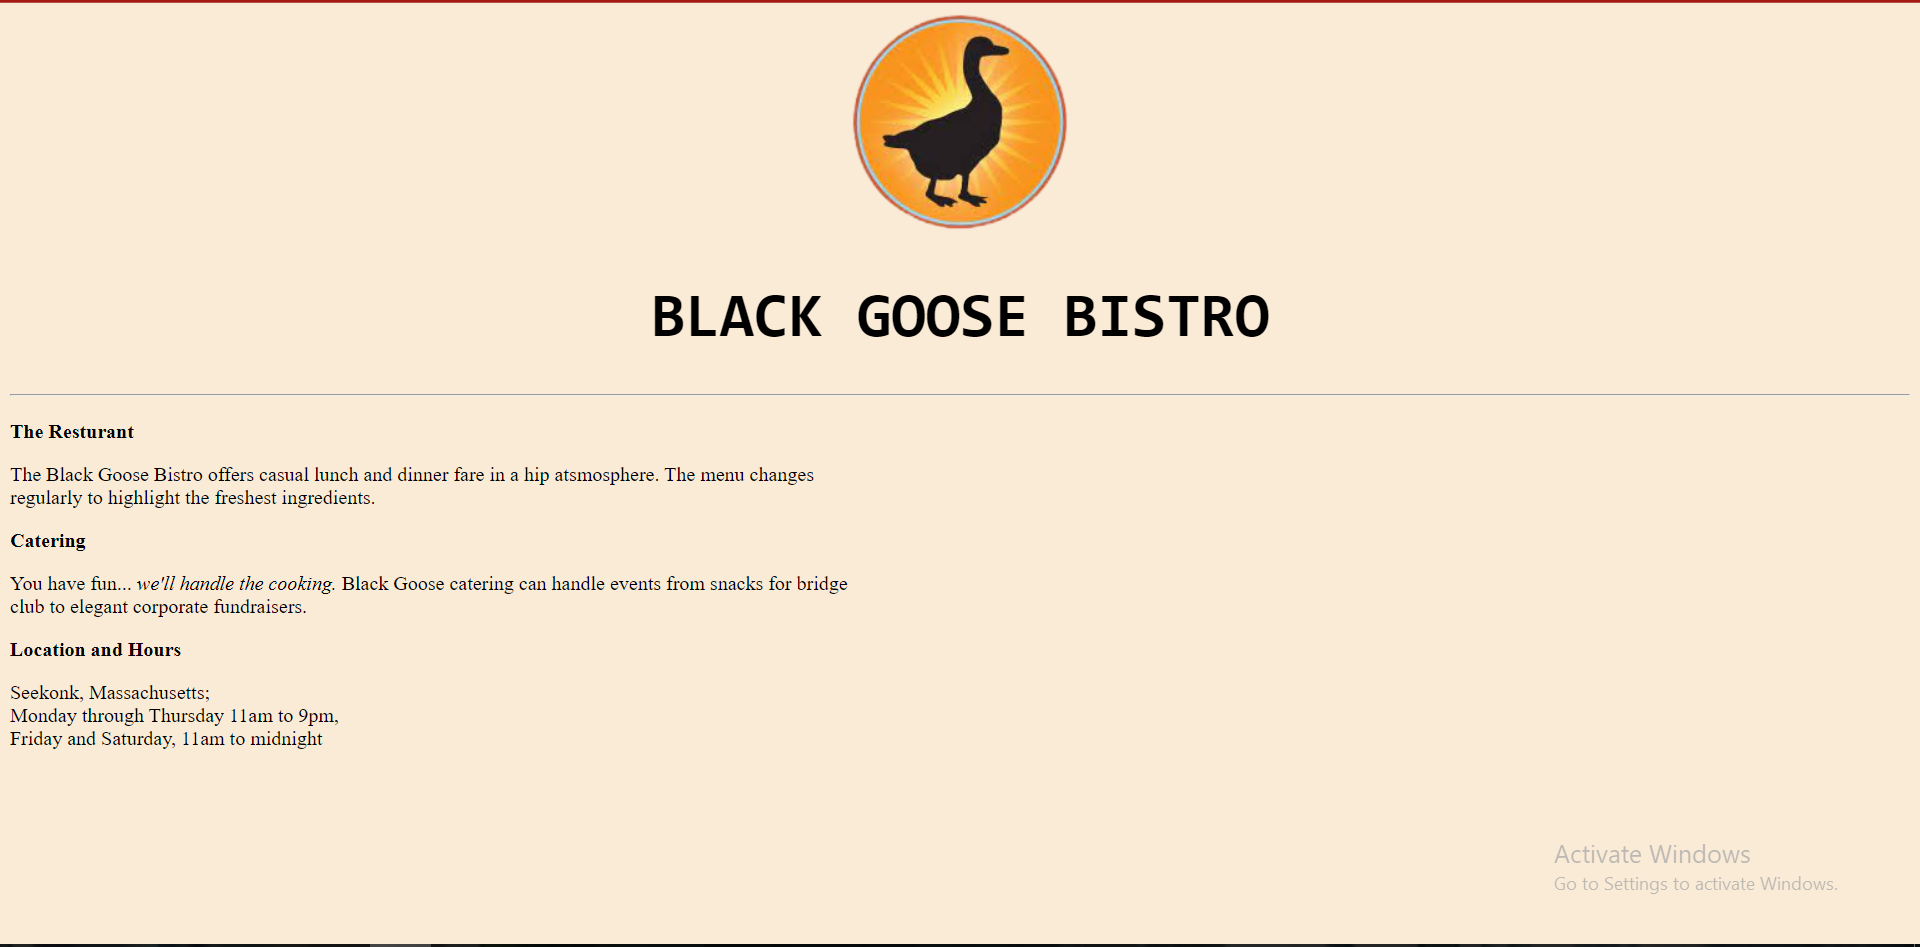 BLACK GOOSE BISTRO
The Resturant
The Black Goose Bistro offers casual lunch and dinner fare in a hip atsmosphere. The menu changes
regularly to highlight the freshest ingredients.
Catering
You have fun... we'll handle the cooking. Black Goose catering can handle events from snacks for bridge
club to elegant corporate fundraisers.
Location and Hours
Seekonk, Massachusetts;
Monday through Thursday 11am to 9pm,
Friday and Saturday, 11am to midnight
Activate Windows
Go to Settings to activate Windows.